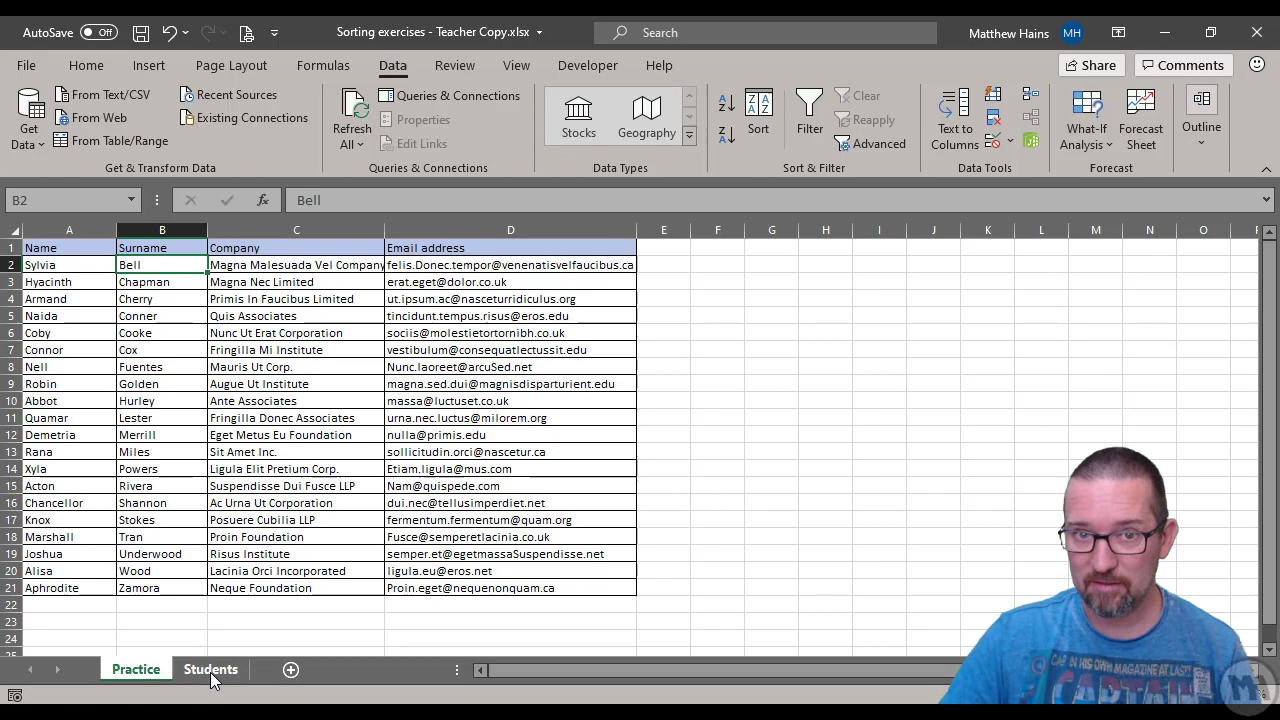 AutoSave Off Sorting exercises - Teacher Copy.xlsx Search Matthew Hains MH
File Home Insert Page Layout Formulas Data Review View Developer Help Share Comments
Get Data
From Text/CSV
From Web
From Table/Range
Recent Sources
Existing Connections
Get & Transform Data
Refresh All
Queries & Connections
Properties
Edit Links
Queries & Connections
Stocks Geography
Data Types
Sort Filter
Clear
Reapply
Advanced
Sort & Filter
Text to Columns
Data Tools
What-If Analysis
Forecast Sheet
Forecast
Outline
B2 fx Bell
A B C D E F G H I J K L M N O
1 Name Surname Company Email address
2 Sylvia Bell Magna Malesuada Vel Company felis.Donec.tempor@venenatisvelfaucibus.ca
3 Hyacinth Chapman Magna Nec Limited erat.eget@dolor.co.uk
4 Armand Cherry Primis In Faucibus Limited ut.ipsum.ac@nasceturridiculus.org
5 Naida Conner Quis Associates tincidunt.tempus.risus@eros.edu
6 Coby Cooke Nunc Ut Erat Corporation sociis@molestietortornibh.co.uk
7 Connor Cox Fringilla Mi Institute vestibulum@consequatlectussit.edu
8 Nell Fuentes Mauris Ut Corp. Nunc.laoreet@arcuSed.net
9 Robin Golden Augue Ut Institute magna.sed.dui@magnisdisparturient.edu
10 Abbot Hurley Ante Associates massa@luctuset.co.uk
11 Quamar Lester Fringilla Donec Associates urna.nec.luctus@milorem.org
12 Demetria Merrill Eget Metus Eu Foundation nulla@primis.edu
13 Rana Miles Sit Amet Inc. sollicitudin.orci@nascetur.ca
14 Xyla Powers Ligula Elit Pretium Corp. Etiam.ligula@mus.com
15 Acton Rivera Suspendisse Dui Fusce LLP Nam@quispede.com
16 Chancellor Shannon Ac Urna Ut Corporation dui.nec@tellusimperdiet.net
17 Knox Stokes Posuere Cubilia LLP fermentum.fermentum@quam.org
18 Marshall Tran Proin Foundation Fusce@semperetlacinia.co.uk
19 Joshua Underwood Risus Institute semper.et@egetmassaSuspendisse.net
20 Alisa Wood Lacinia Orci Incorporated ligula.eu@eros.net
21 Aphrodite Zamora Neque Foundation Proin.eget@nequenonquam.ca
22
23
24
Practice Students
CAP IN HIS OWN MAGAZINE AT LAST!
CAPTAIN